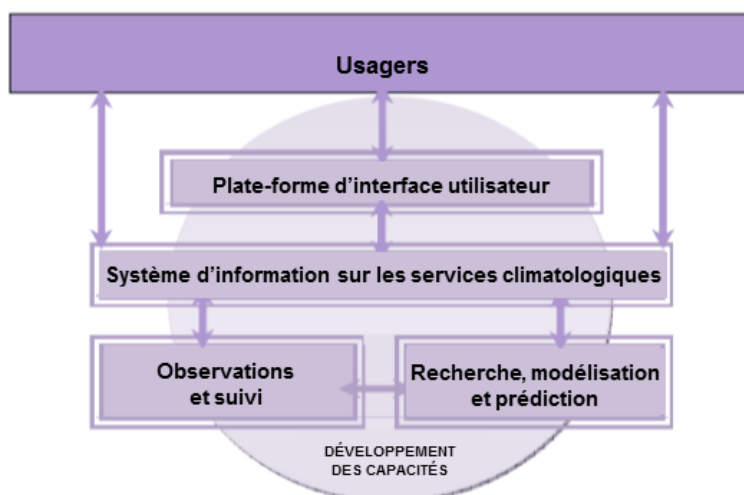 Usagers
Plate-forme d'interface utilisateur
Système d'information sur les services climatologiques
Observations
et suivi
Recherche, modélisation
et prédiction
DÉVELOPPEMENT
DES CAPACITÉS